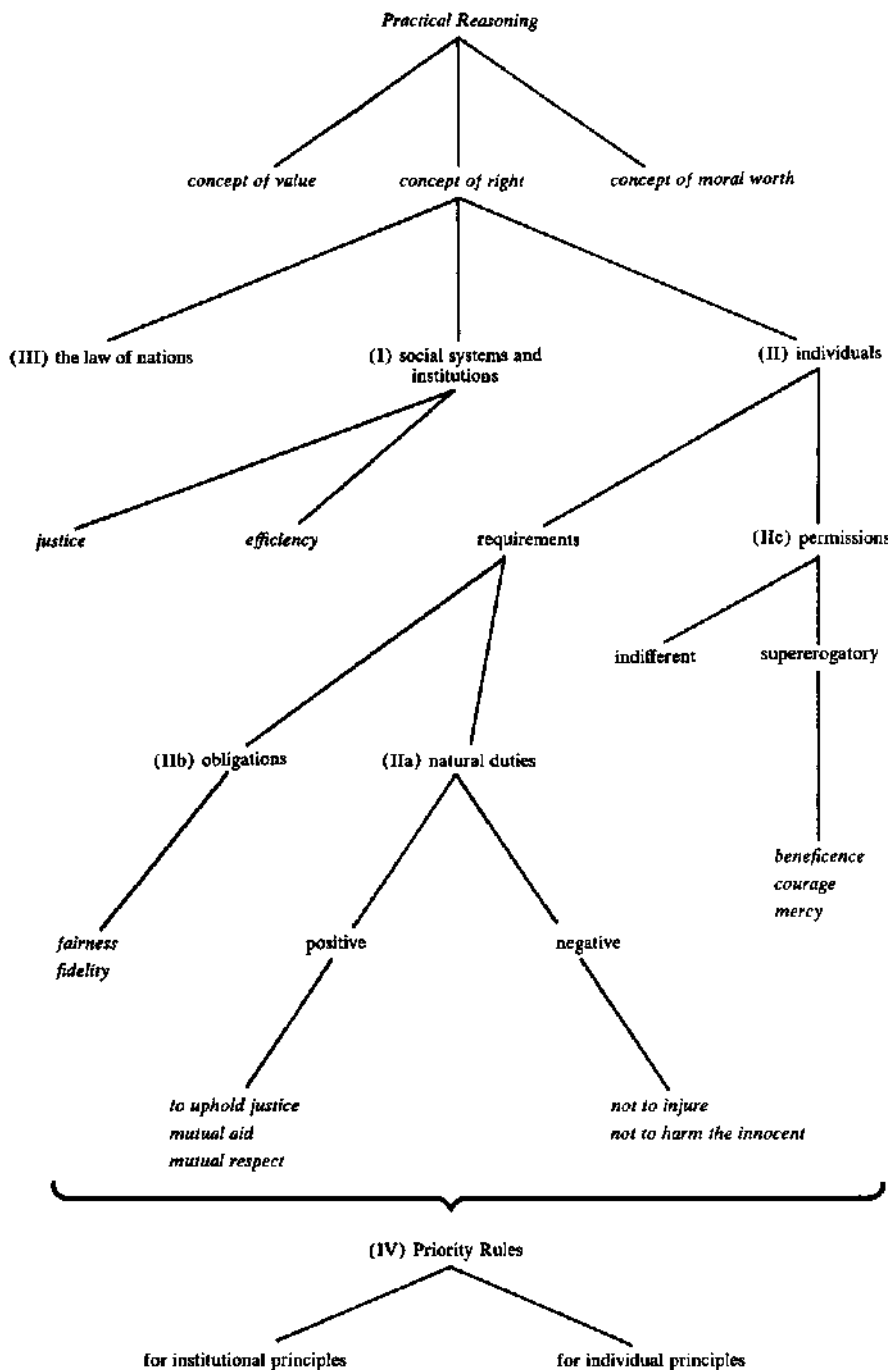 Practical Reasoning
concept of value
concept of right
concept of moral worth
(III) the law of nations
(I) social systems and
institutions
(II) individuals
justice
efficiency
requirements
(IIc) permissions
indifferent
supererogatory
(IIb) obligations
(IIa) natural duties
beneficence
courage
mercy
fairness
fidelity
positive
negative
to uphold justice
mutual aid
mutual respect
not to injure
not to harm the innocent
(IV) Priority Rules
for institutional principles
for individual principles